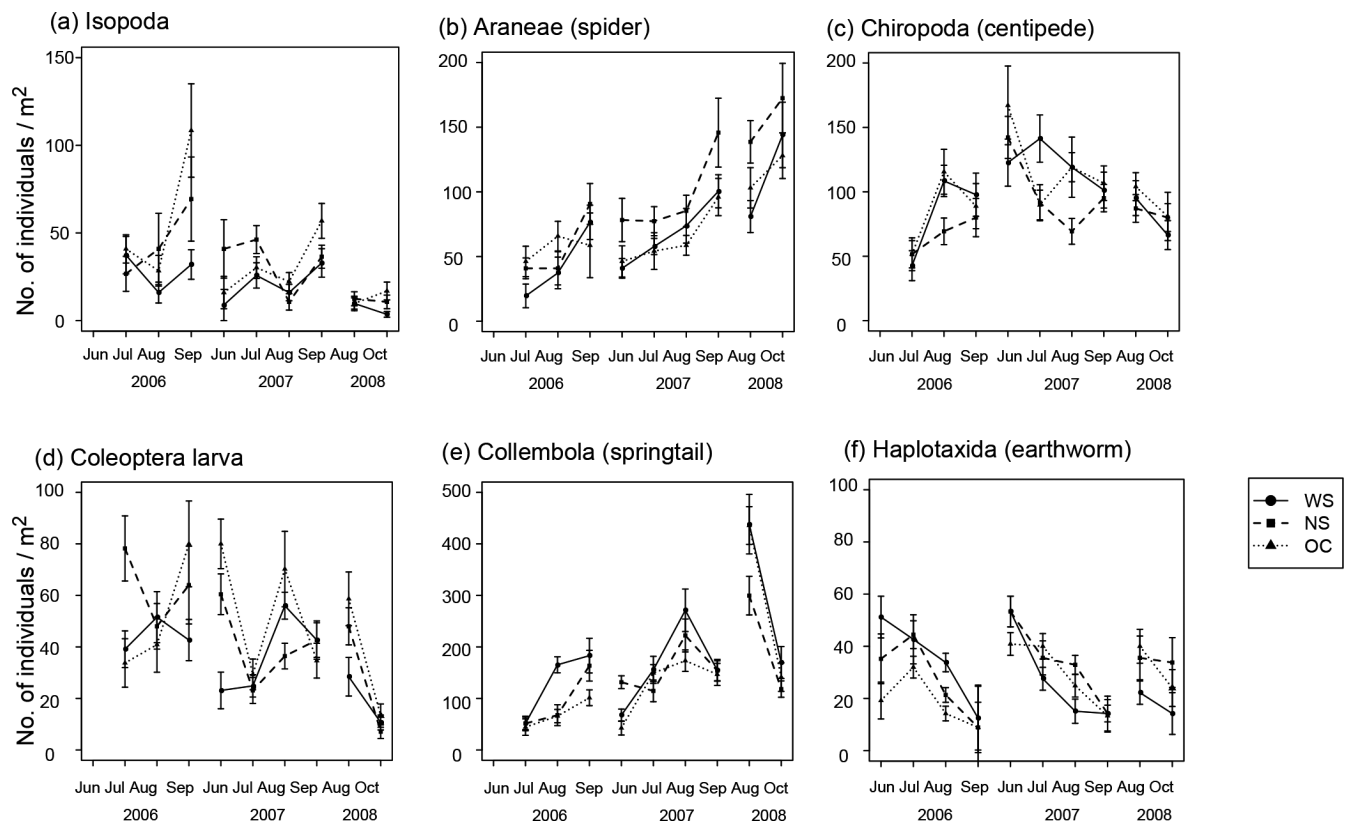 (a) Isopoda
(b) Araneae (spider)
(c) Chiropoda (centipede)
No. of individuals / m2
150
100
50
0
200
150
100
50
0
200
150
100
50
0
Jun Jul Aug Sep Jun Jul Aug Sep Aug Oct
2006 2007 2008
Jun Jul Aug Sep Jun Jul Aug Sep Aug Oct
2006 2007 2008
Jun Jul Aug Sep Jun Jul Aug Sep Aug Oct
2006 2007 2008
(d) Coleoptera larva
(e) Collembola (springtail)
(f) Haplotaxida (earthworm)
No. of individuals / m2
100
80
60
40
20
0
500
400
300
200
100
0
100
80
60
40
20
0
Jun Jul Aug Sep Jun Jul Aug Sep Aug Oct
2006 2007 2008
Jun Jul Aug Sep Jun Jul Aug Sep Aug Oct
2006 2007 2008
Jun Jul Aug Sep Jun Jul Aug Sep Aug Oct
2006 2007 2008
WS
NS
OC